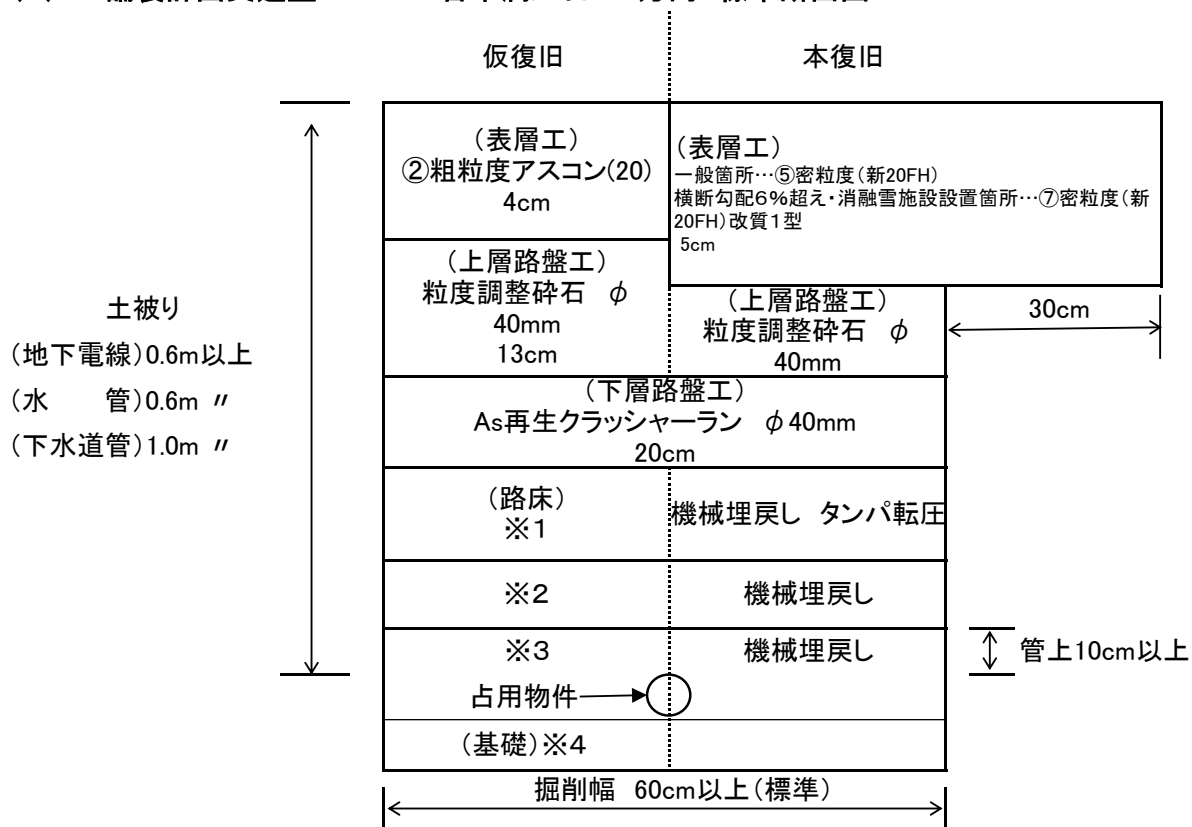 仮復旧
本復旧
(表層工)
②粗粒度アスコン(20)
4cm
(表層工)
一般箇所…⑤密粒度(新20FH)
横断勾配6%超え・消融雪施設設置箇所…⑦密粒度(新
20FH)改質1型
5cm
(上層路盤工)
粒度調整砕石 φ
40mm
13cm
(上層路盤工)
粒度調整砕石 φ
40mm
30cm
土被り
(地下電線)0.6m以上
(水 管)0.6m 〃
(下水道管)1.0m 〃
(下層路盤工)
As再生クラッシャーラン φ40mm
20cm
(路床)
※1
機械埋戻し タンパ転圧
※2
機械埋戻し
※3
機械埋戻し
管上10cm以上
占用物件
(基礎)※4
掘削幅 60cm以上(標準)